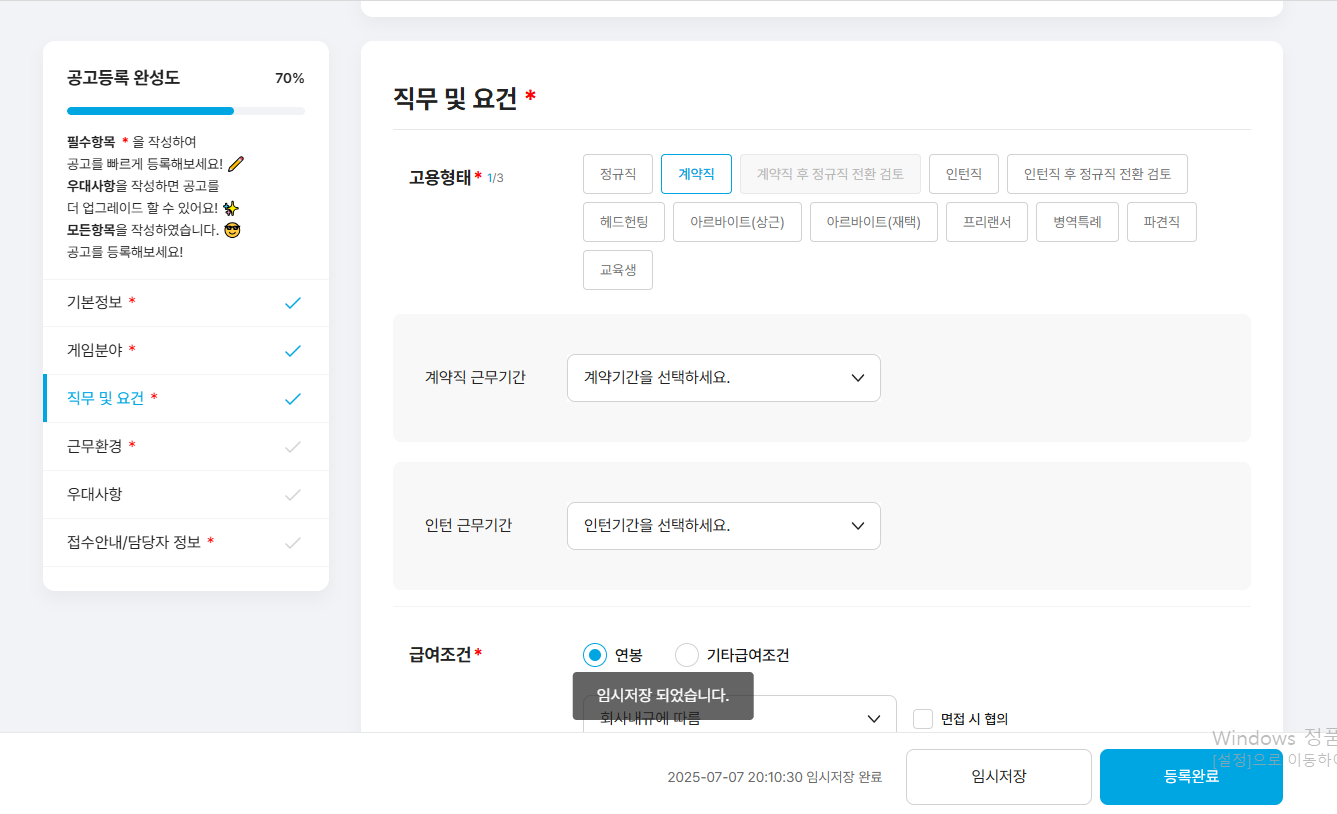 공고등록 완성도 70%
필수항목 * 을 작성하여
공고를 빠르게 등록해보세요!
우대사항을 작성하면 공고를
더 업그레이드 할 수 있어요!
모든항목을 작성하였습니다.
공고를 등록해보세요!
기본정보 *
게임분야 *
직무 및 요건 *
근무환경 *
우대사항
접수안내/담당자 정보 *
직무 및 요건 *
고용형태* 1/3
정규직 계약직 계약직 후 정규직 전환 검토 인턴직 인턴직 후 정규직 전환 검토
헤드헌팅 아르바이트(상근) 아르바이트(재택) 프리랜서 병역특례 파견직
교육생
계약직 근무기간 계약기간을 선택하세요.
인턴 근무기간 인턴기간을 선택하세요.
급여조건* 연봉 기타급여조건
임시저장 되었습니다.
회사내규에 따름 면접 시 협의
2025-07-07 20:10:30 임시저장 완료 임시저장 등록완료
Windows 정품
[설정]으로 이동하여